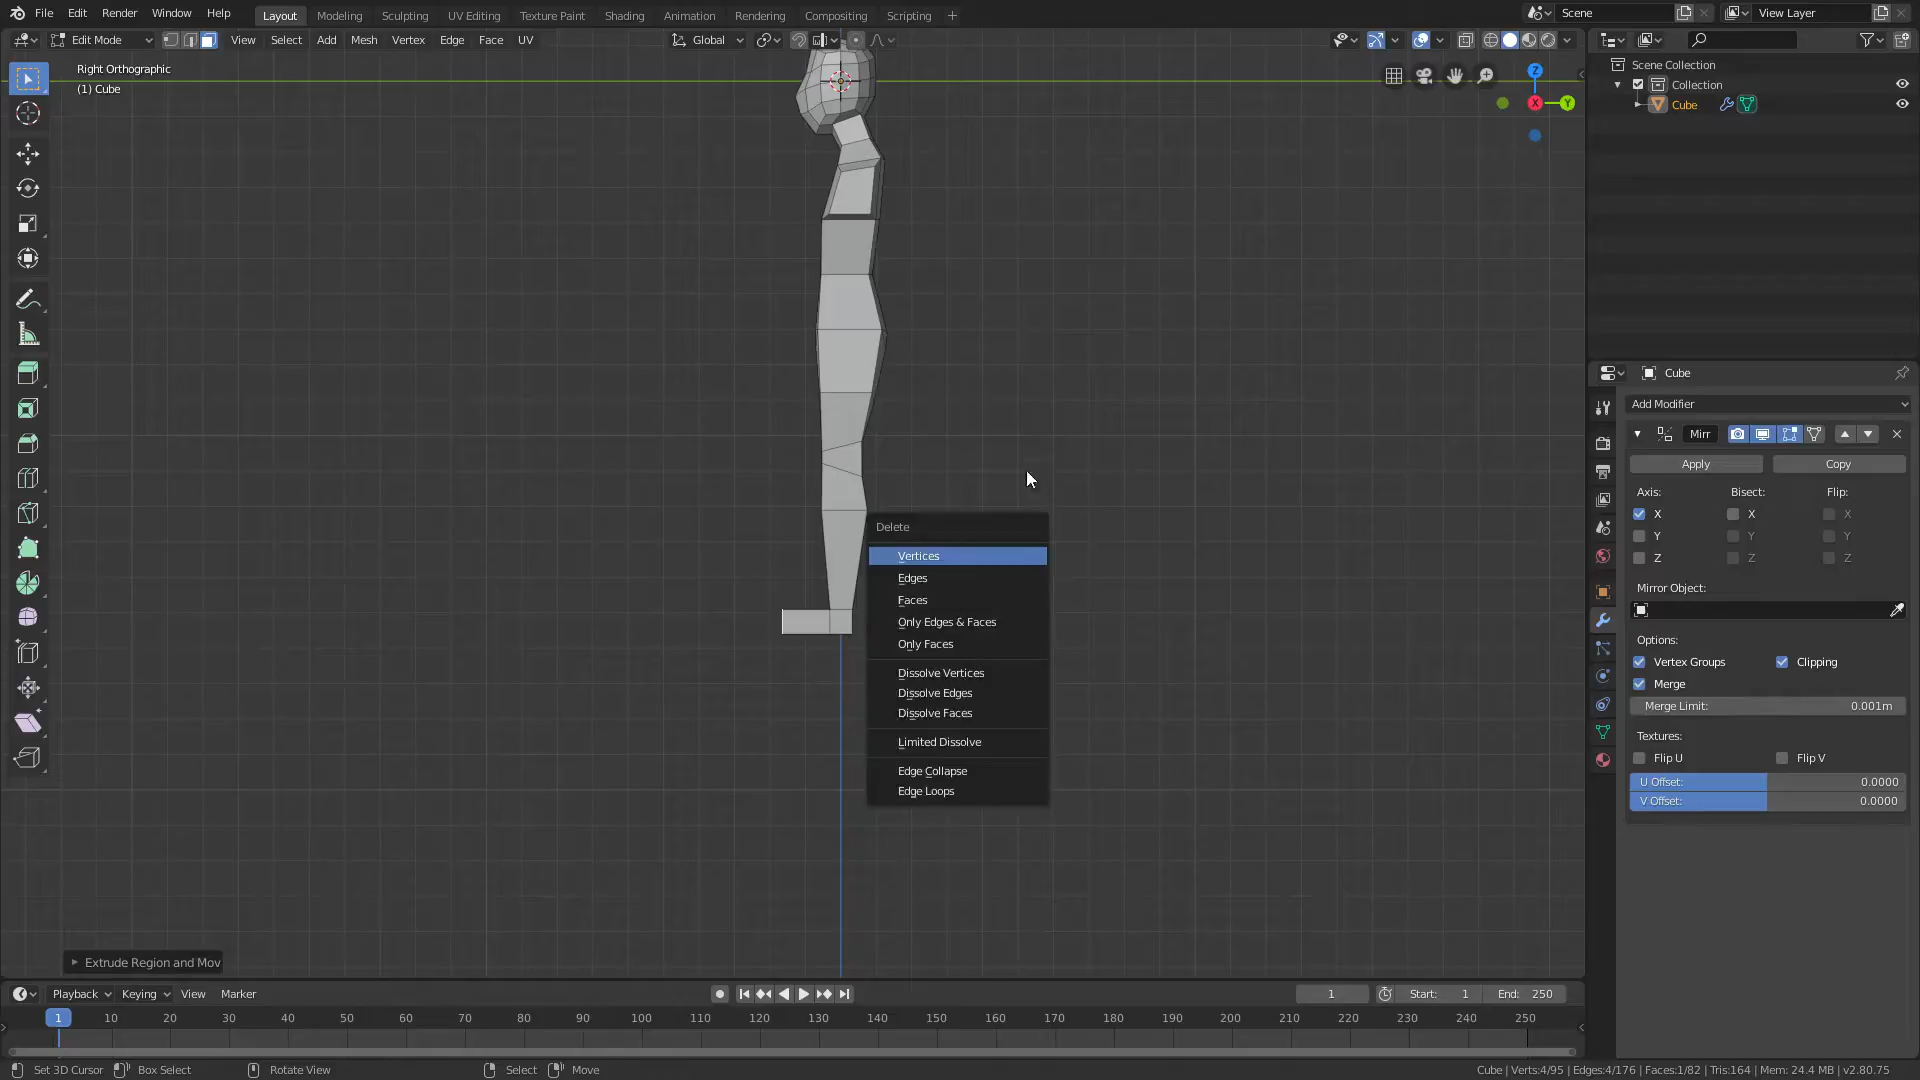 File Edit Render Window Help Layout Modeling Sculpting UV Editing Texture Paint Shading Animation Rendering Compositing Scripting + Scene View Layer
Edit Mode View Select Add Mesh Vertex Edge Face UV Global
Right Orthographic
(1) Cube
Z
X
Y
Scene Collection
Collection
Cube
Cube
Add Modifier
Mirr
Apply Copy
Axis: Bisect: Flip:
X X X
Y Y Y
Z Z Z
Mirror Object:
Options:
Vertex Groups Clipping
Merge
Merge Limit: 0.001m
Textures:
Flip U Flip V
U Offset: 0.0000
V Offset: 0.0000
Delete
Vertices
Edges
Faces
Only Edges & Faces
Only Faces
Dissolve Vertices
Dissolve Edges
Dissolve Faces
Limited Dissolve
Edge Collapse
Edge Loops
Extrude Region and Mov
Playback Keying View Marker 1 Start: 1 End: 250
1 10 20 30 40 50 60 70 80 90 100 110 120 130 140 150 160 170 180 190 200 210 220 230 240 250
Set 3D Cursor Box Select Rotate View Select Move Cube | Verts:4/95 | Edges:4/176 | Faces:1/82 | Tris:164 | Mem: 24.4 MB | v2.80.75